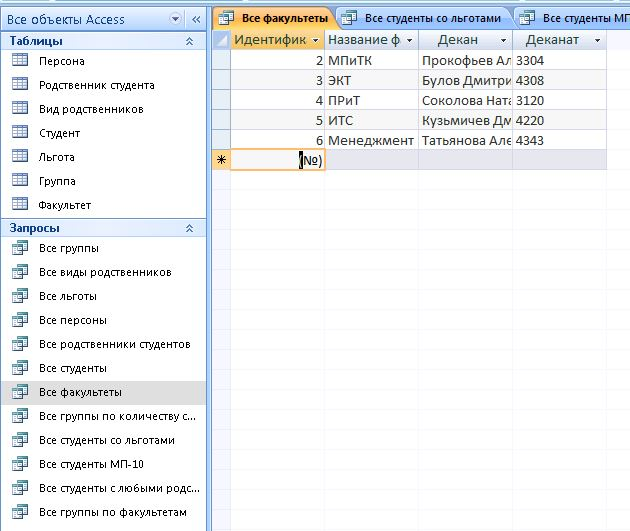 Все объекты Access
Таблицы
Персона
Родственник студента
Вид родственников
Студент
Льгота
Группа
Факультет
Запросы
Все группы
Все виды родственников
Все льготы
Все персоны
Все родственники студентов
Все студенты
Все факультеты
Все группы по количеству с...
Все студенты со льготами
Все студенты МП-10
Все студенты с любыми родс...
Все группы по факультетам
Все факультеты Все студенты со льготами Все студенты МП
Идентифик Название ф Декан Деканат
2 МПиТК Прокофьев Ал 3304
3 ЭКТ Булов Дмитри 4308
4 ПРиТ Соколова Ната 3120
5 ИТС Кузьмичев Дм 4220
6 Менеджмент Татьянова Але 4343
(№)